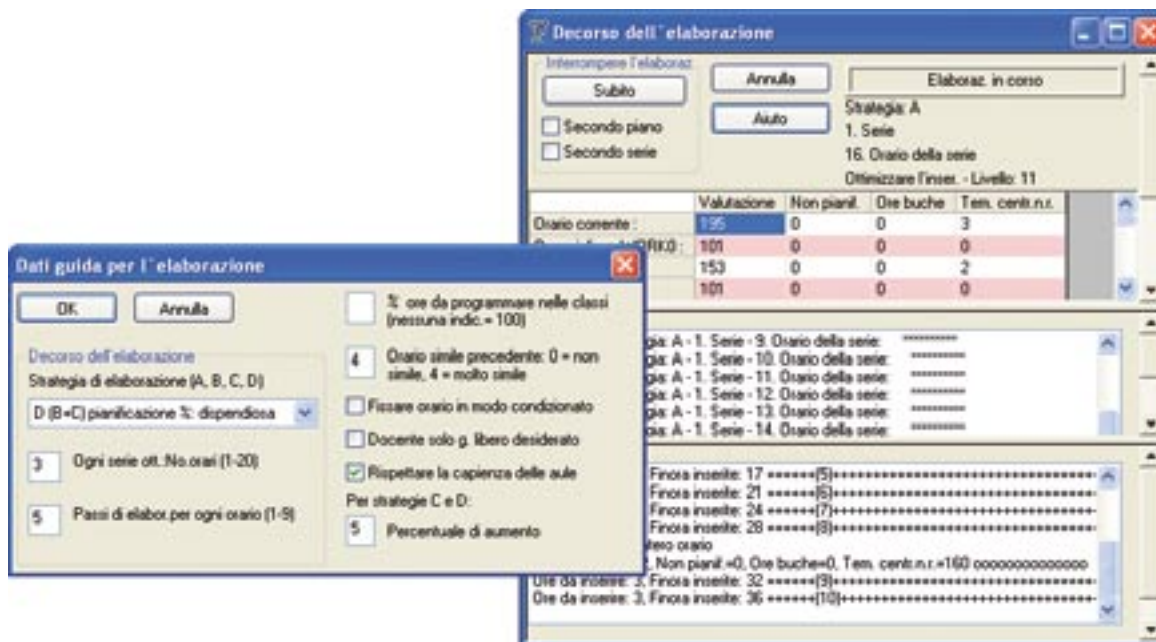 Decorso dell`elaborazione
Interrompere l'elaboraz
Subito
Secondo piano
Secondo serie
Annulla
Aiuto
Elaboraz. in corso
Strategia: A
1. Serie
16. Orario della serie
Ottimizzare l'inser. - Livello: 11
Valutazione Non pianif. Ore buche Tem. centr.n.r.
Orario corrente : 195 0 0 3
101 0 0 0
153 0 0 2
101 0 0 0
gia: A - 1. Serie - 9. Orario della serie: **********
gia: A - 1. Serie - 10. Orario della serie: **********
gia: A - 1. Serie - 11. Orario della serie: **********
gia: A - 1. Serie - 12. Orario della serie: **********
gia: A - 1. Serie - 13. Orario della serie: **********
gia: A - 1. Serie - 14. Orario della serie: **********
Finora inserite: 17
Finora inserite: 21
Finora inserite: 24
Finora inserite: 28
orario
Non pianif.=0, Ore buche=0, Tem. centr.n.r.=160 ooooooooooooo
Ore da inserire: 3, Finora inserite: 32
Ore da inserire: 3, Finora inserite: 36
Dati guida per l`elaborazione
OK
Annulla
Decorso dell'elaborazione
Strategia di elaborazione (A, B, C, D)
D (B+C) pianificazione %: dispendiosa
3 Ogni serie ott.:No.orari (1-20)
5 Passi di elabor.per ogni orario (1-9)
%: ore da programmare nelle classi
(nessuna indic.= 100)
4 Orario simile precedente: 0 = non
simile, 4 = molto simile
Fissare orario in modo condizionato
Docente solo g. libero desiderato
Rispettare la capienza delle aule
Per strategie C e D:
5 Percentuale di aumento